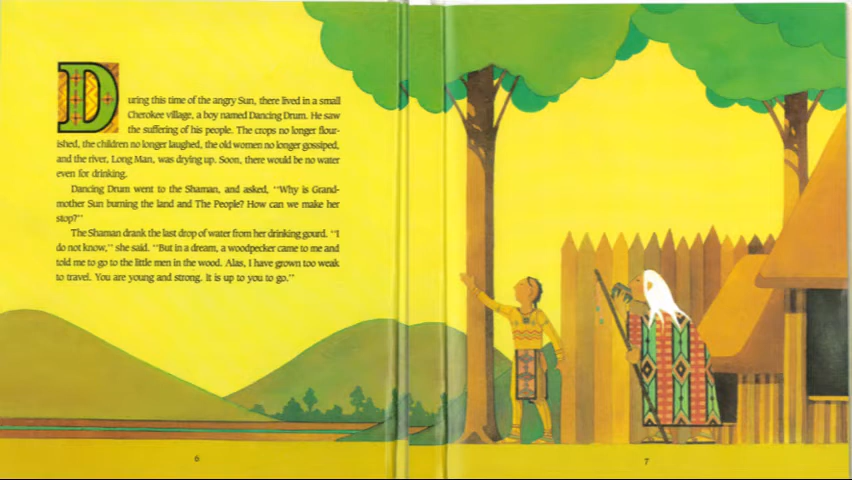 During this time of the angry Sun, there lived in a small
Cherokee village, a boy named Dancing Drum. He saw
the suffering of his people. The crops no longer flour-
ished, the children no longer laughed, the old women no longer gossiped,
and the river, Long Man, was drying up. Soon, there would be no water
even for drinking.
Dancing Drum went to the Shaman, and asked, "Why is Grand-
mother Sun burning the land and The People? How can we make her
stop?"
The Shaman drank the last drop of water from her drinking gourd. "I
do not know," she said. "But in a dream, a woodpecker came to me and
told me to go to the little men in the wood. Alas, I have grown too weak
to travel. You are young and strong. It is up to you to go."
6
7